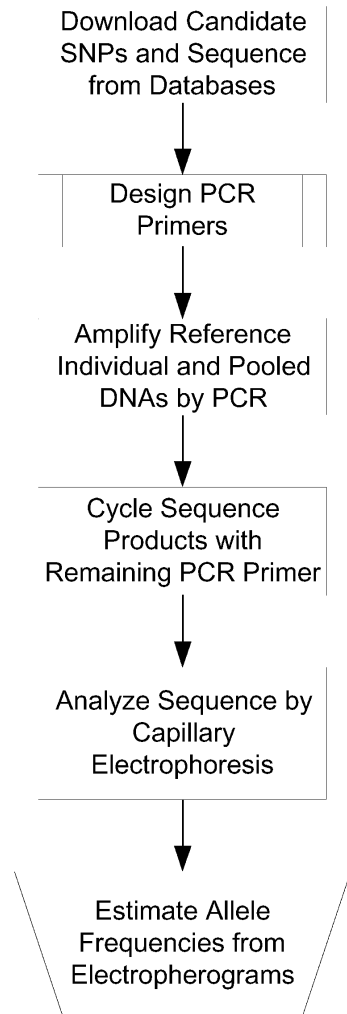 Download Candidate
SNPs and Sequence
from Databases
Design PCR
Primers
Amplify Reference
Individual and Pooled
DNAs by PCR
Cycle Sequence
Products with
Remaining PCR Primer
Analyze Sequence by
Capillary
Electrophoresis
Estimate Allele
Frequencies from
Electropherograms